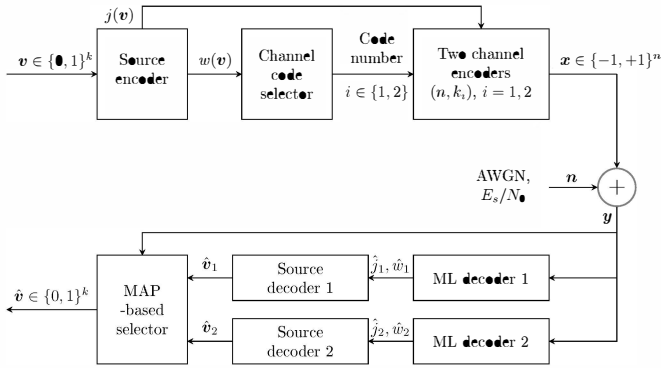 j(v)
v ∈ {0, 1}^k
Source
encoder
w(v)
Channel
code
selector
Code
number
i ∈ {1, 2}
Two channel
encoders
(n, k_i), i = 1, 2
x ∈ {−1, +1}^n
AWGN,
E_s/N_0
n
+
y
v̂ ∈ {0, 1}^k
MAP
-based
selector
v̂_1
Source
decoder 1
ĵ_1, ŵ_1
ML decoder 1
v̂_2
Source
decoder 2
ĵ_2, ŵ_2
ML decoder 2